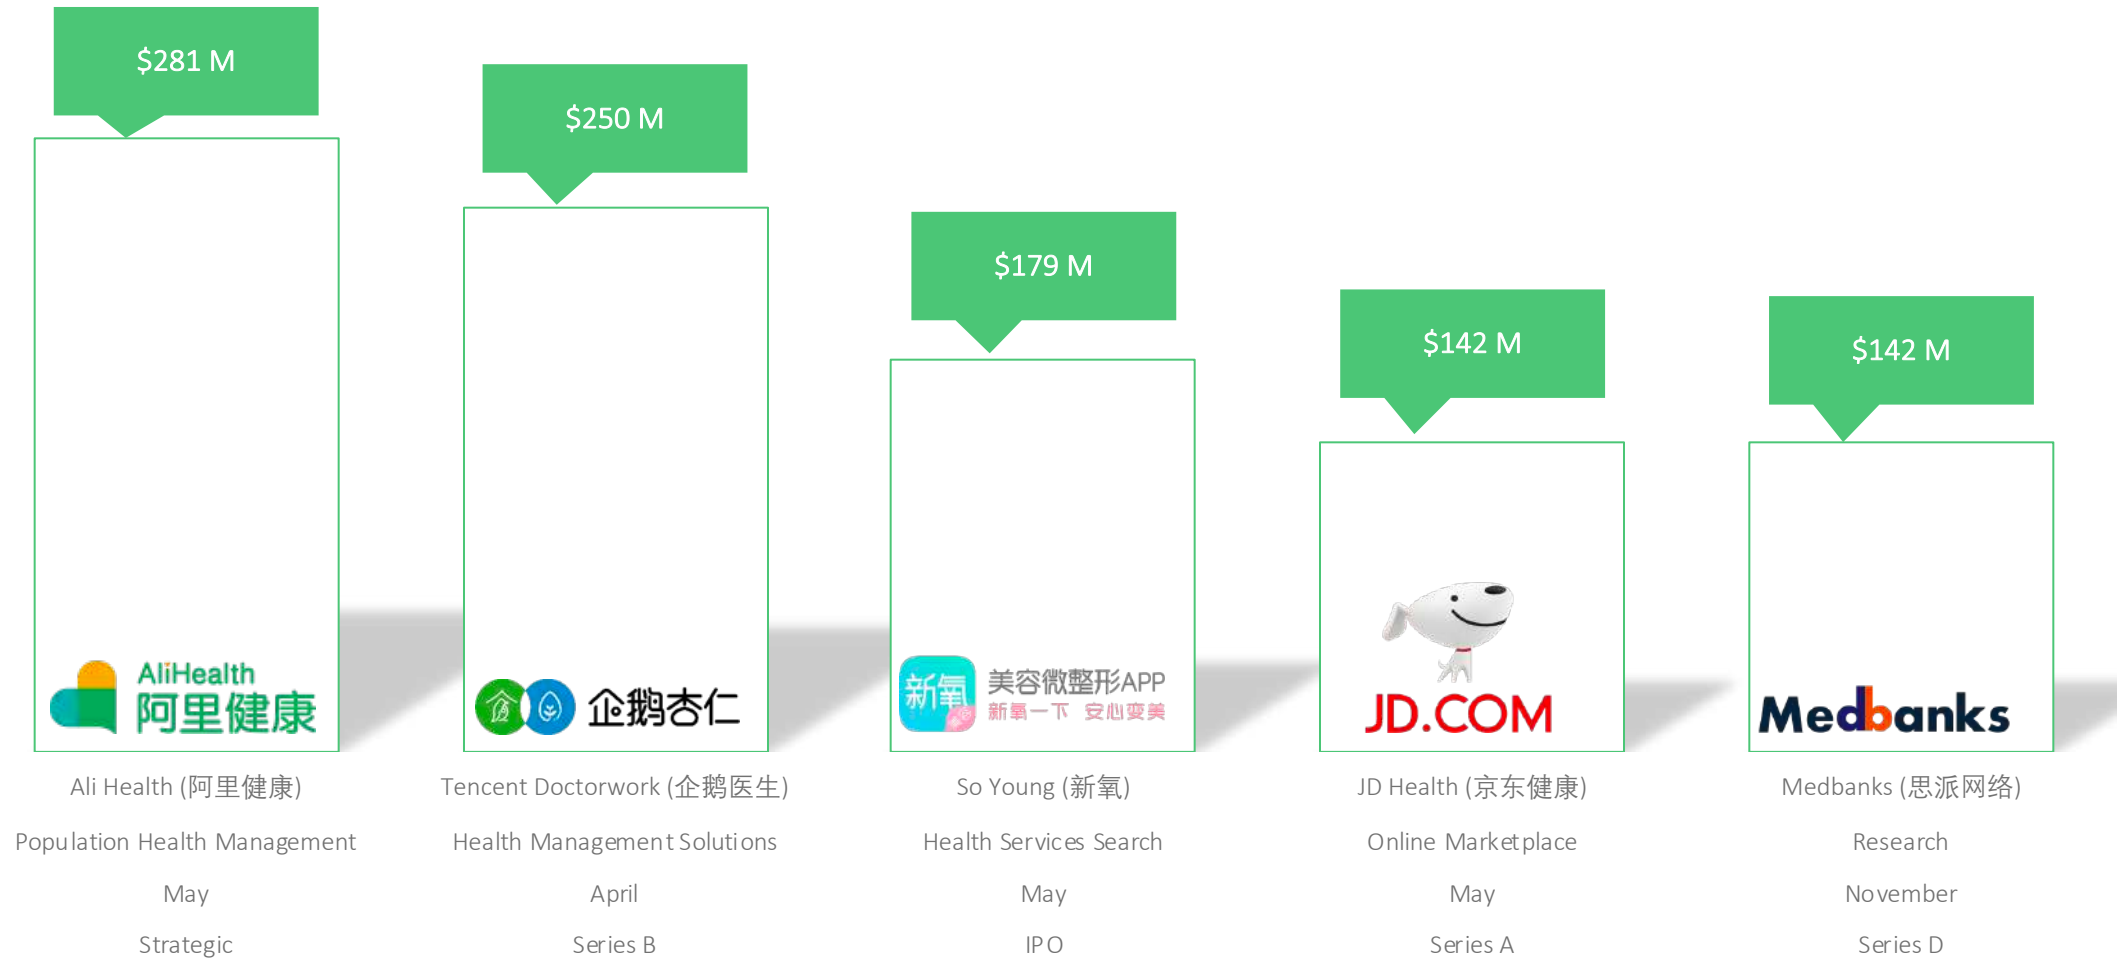 $281 M
$250 M
$179 M
$142 M
$142 M
AliHealth
阿里健康
企鹅杏仁
新氧
美容微整形APP
新氧一下 安心变美
JD.COM
Medbanks
Ali Health (阿里健康)
Tencent Doctorwork (企鹅医生)
So Young (新氧)
JD Health (京东健康)
Medbanks (思派网络)
Population Health Management
Health Management Solutions
Health Services Search
Online Marketplace
Research
May
April
May
May
November
Strategic
Series B
IPO
Series A
Series D